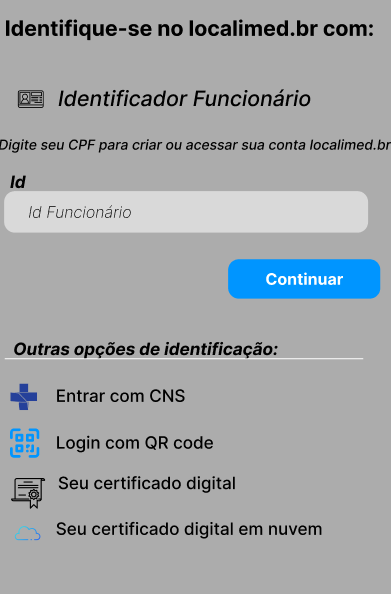 Identifique-se no localimed.br com:
Identificador Funcionário
Digite seu CPF para criar ou acessar sua conta localimed.br
Id
Id Funcionário
Continuar
Outras opções de identificação:
Entrar com CNS
Login com QR code
Seu certificado digital
Seu certificado digital em nuvem